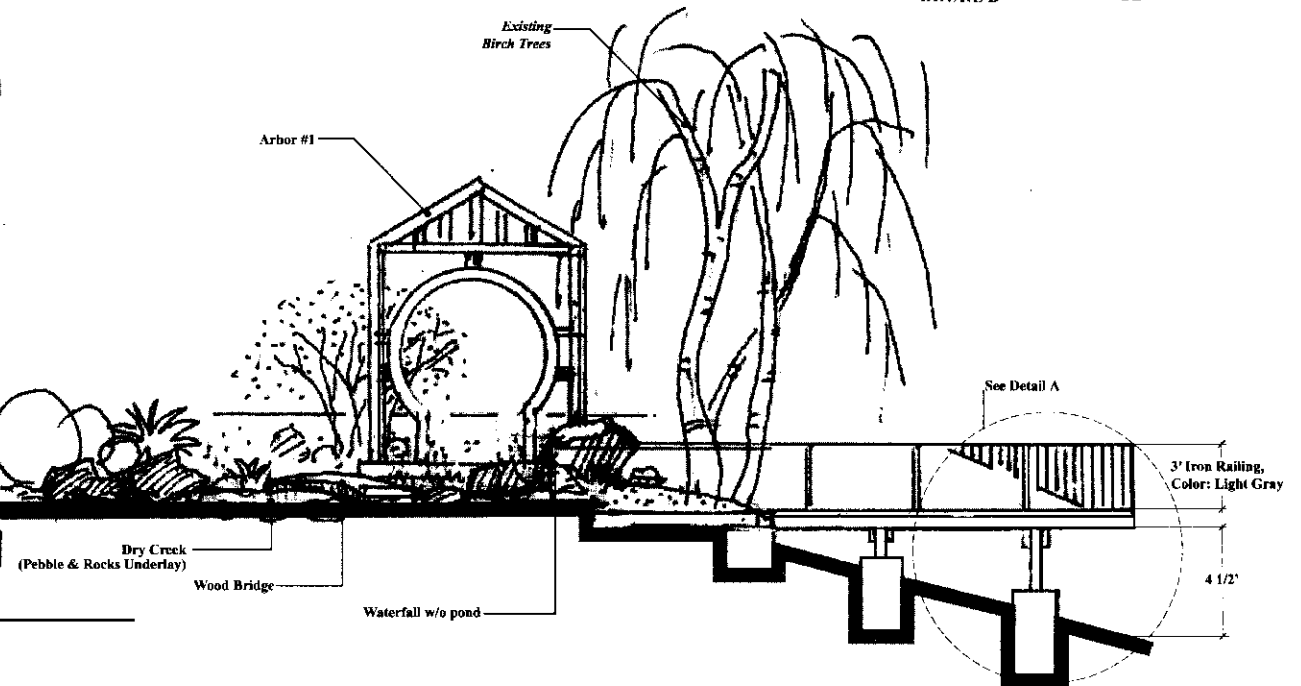 Existing
Birch Trees
Arbor #1
See Detail A
3' Iron Railing,
Color: Light Gray
Dry Creek
(Pebble & Rocks Underlay)
4 1/2'
Wood Bridge
Waterfall w/o pond